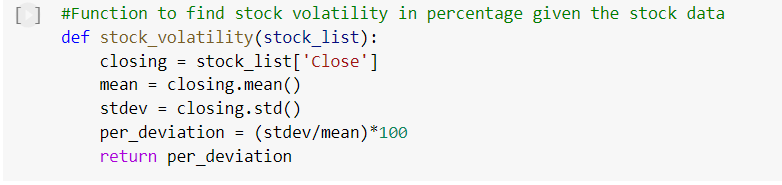 [ ] #Function to find stock volatility in percentage given the stock data
def stock_volatility(stock_list):
    closing = stock_list['Close']
    mean = closing.mean()
    stdev = closing.std()
    per_deviation = (stdev/mean)*100
    return per_deviation